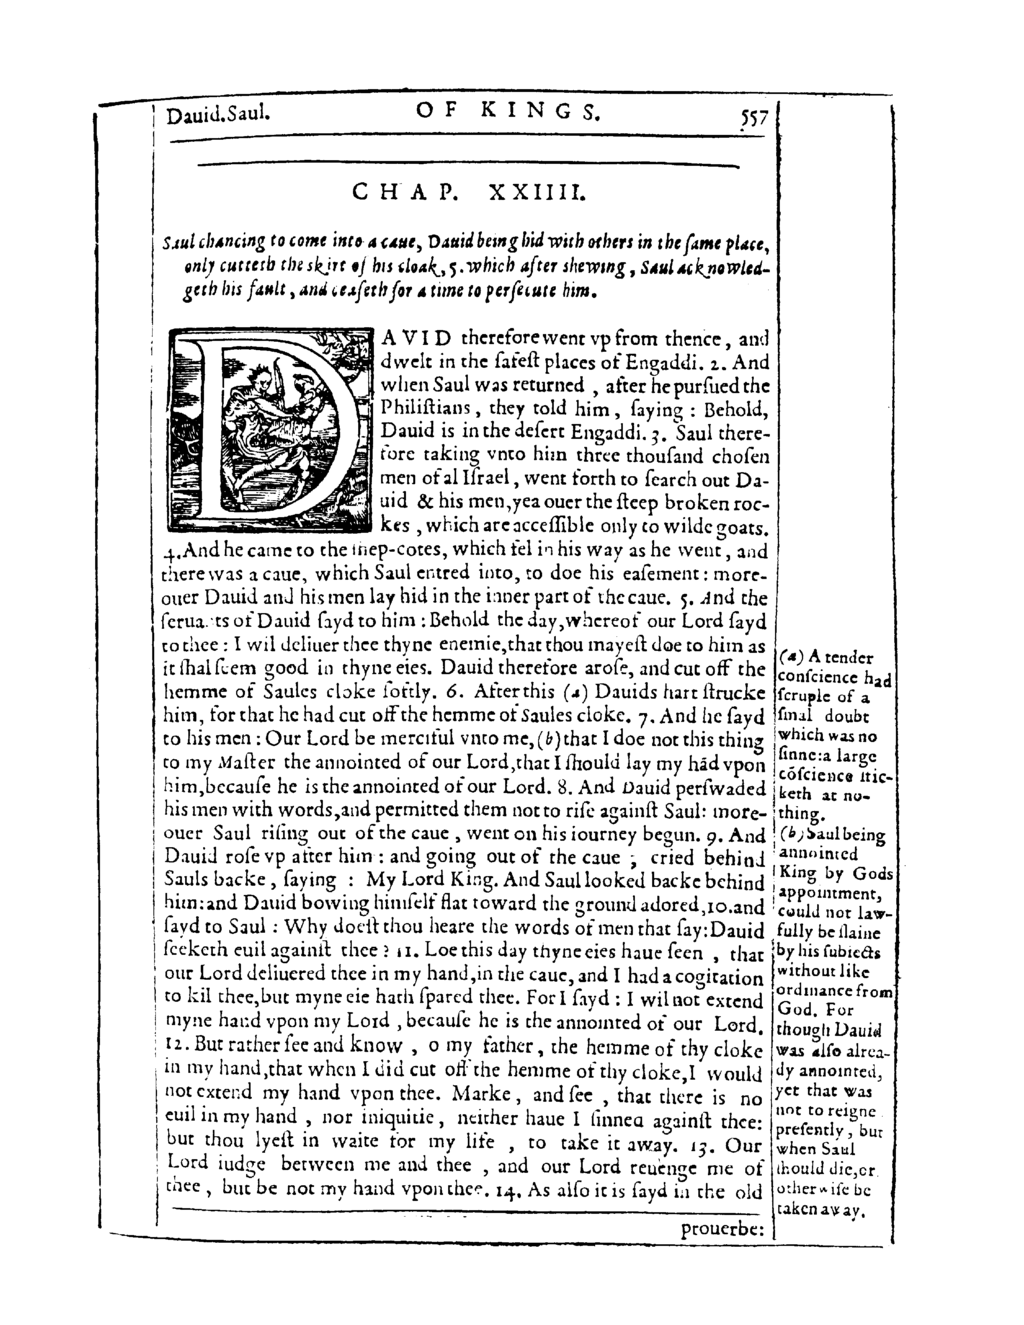 Dauid.Saul. OF KINGS. 557
CHAP. XXIIII.
Saul chancing to come into a caue, Dauid being hid with others in the ſame place,
only cutteth the skirt of his cloak, 5. which after shewing, Saul acknowled-
geth his fault, and ceaſeth for a time to perſecute him.
DAVID therefore went vp from thence, and
dwelt in the ſafeſt places of Engaddi. 2. And
when Saul was returned, after he purſued the
Philiſtians, they told him, ſaying: Behold,
Dauid is in the deſert Engaddi. 3. Saul there-
fore taking vnto him three thouſand choſen
men of al Iſrael, went forth to ſearch out Da-
uid & his men, yea ouer the ſteep broken roc-
kes, which are acceſſible only to wilde goats.
4. And he came to the ſhep-cotes, which fel in his way as he went, and
there was a caue, which Saul entred into, to doe his eaſement: more-
ouer Dauid and his men lay hid in the inner part of the caue. 5. And the
ſeruants of Dauid ſayd to him: Behold the day, whereof our Lord ſayd
to thee: I wil deliuer thee thyne enemie, that thou mayeſt doe to him as
it ſhal ſeem good in thyne eies. Dauid therefore aroſe, and cut off the
hemme of Saules cloke ſoftly. 6. After this (a) Dauids hart ſtrucke
him, for that he had cut off the hemme of Saules cloke. 7. And he ſayd
to his men: Our Lord be merciful vnto me, (b) that I doe not this thing
to my Maſter the annointed of our Lord, that I ſhould lay my hād vpon
him, becauſe he is the annointed of our Lord. 8. And Dauid perſwaded
his men with words, and permitted them not to riſe againſt Saul: more-
ouer Saul riſing out of the caue, went on his iourney begun. 9. And
Dauid roſe vp after him: and going out of the caue, cried behind
Sauls backe, ſaying: My Lord King. And Saul looked backe behind
him: and Dauid bowing himſelf flat toward the ground adored, 10. and
ſayd to Saul: Why doeſt thou heare the words of men that ſay: Dauid
ſeeketh euil againſt thee? 11. Loe this day thyne eies haue ſeen, that
our Lord deliuered thee in my hand, in the caue, and I had a cogitation
to kil thee, but myne eie hath ſpared thee. For I ſayd: I wil not extend
myne hand vpon my Lord, becauſe he is the annointed of our Lord.
12. But rather ſee and know, o my father, the hemme of thy cloke
in my hand, that when I did cut off the hemme of thy cloke, I would
not extend my hand vpon thee. Marke, and ſee, that there is no
euil in my hand, nor iniquitie, neither haue I ſinned againſt thee:
but thou lyeſt in waite for my life, to take it away. 13. Our
Lord iudge between me and thee, and our Lord reuenge me of
thee, but be not my hand vpon thee. 14. As alſo it is ſayd in the old
prouerbe:
(a) A tender
conſcience had
ſcruple of a
ſmal doubt
which was no
ſinne: a large
cōſcience ſtic-
keth at no-
thing.
(b) Saul being
annointed
King by Gods
appointment,
could not law-
fully be ſlaine
by his ſubiects
without like
ordinance from
God. For
though Dauid
was alſo alrea-
dy annointed,
yet that was
not to reigne
preſently, but
when Saul
ſhould die, or
otherwiſe be
taken away.